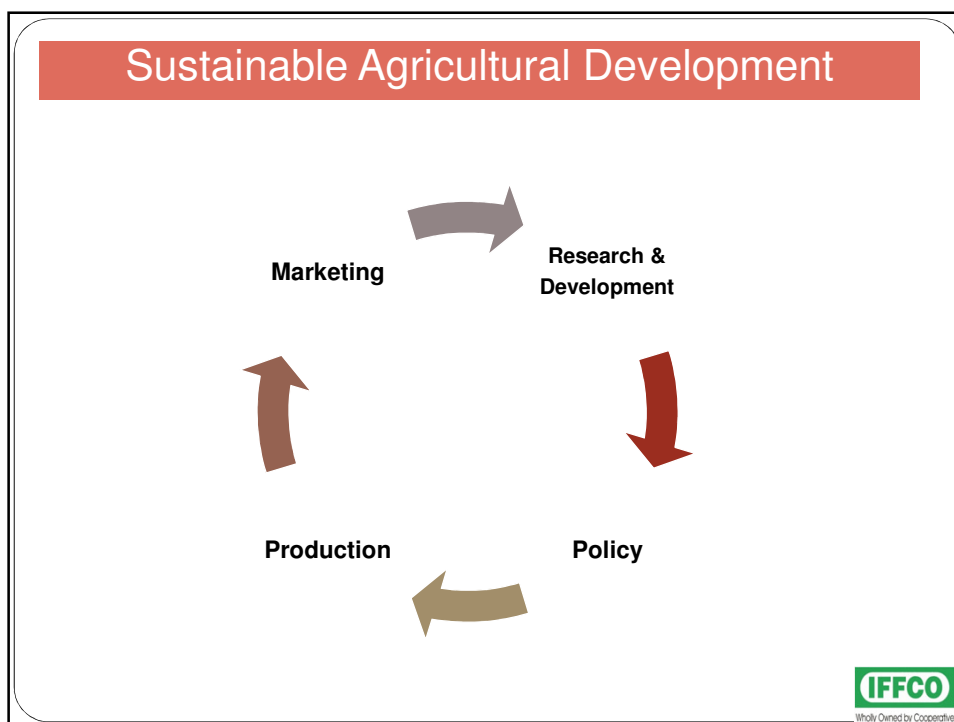 Sustainable Agricultural Development
Marketing
Research &
Development
Production
Policy
IFFCO
Wholly Owned by Cooperative